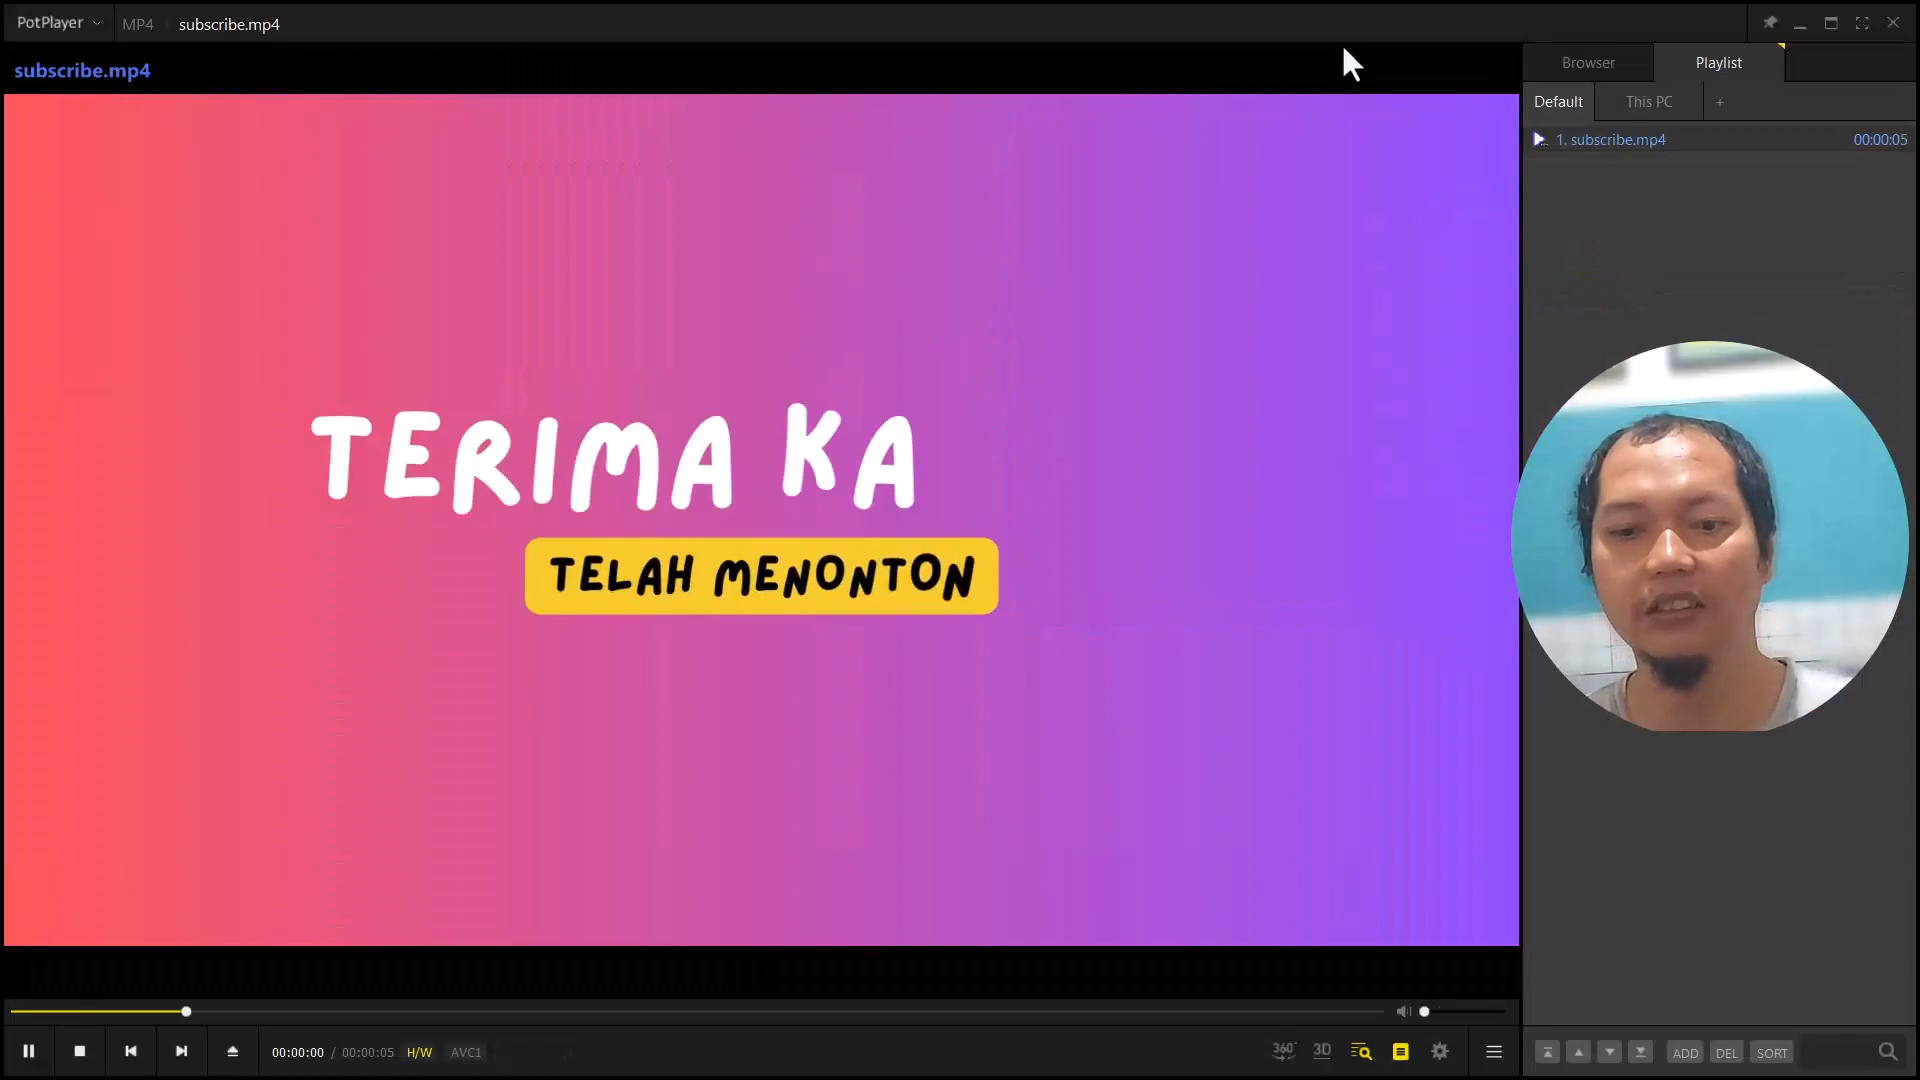 PotPlayer
MP4
subscribe.mp4
subscribe.mp4
Browser
Playlist
Default
This PC
+
1. subscribe.mp4
00:00:05
TERIMA KA
TELAH MENONTON
00:00:00 / 00:00:05 H/W AVC1
360°
3D
ADD
DEL
SORT